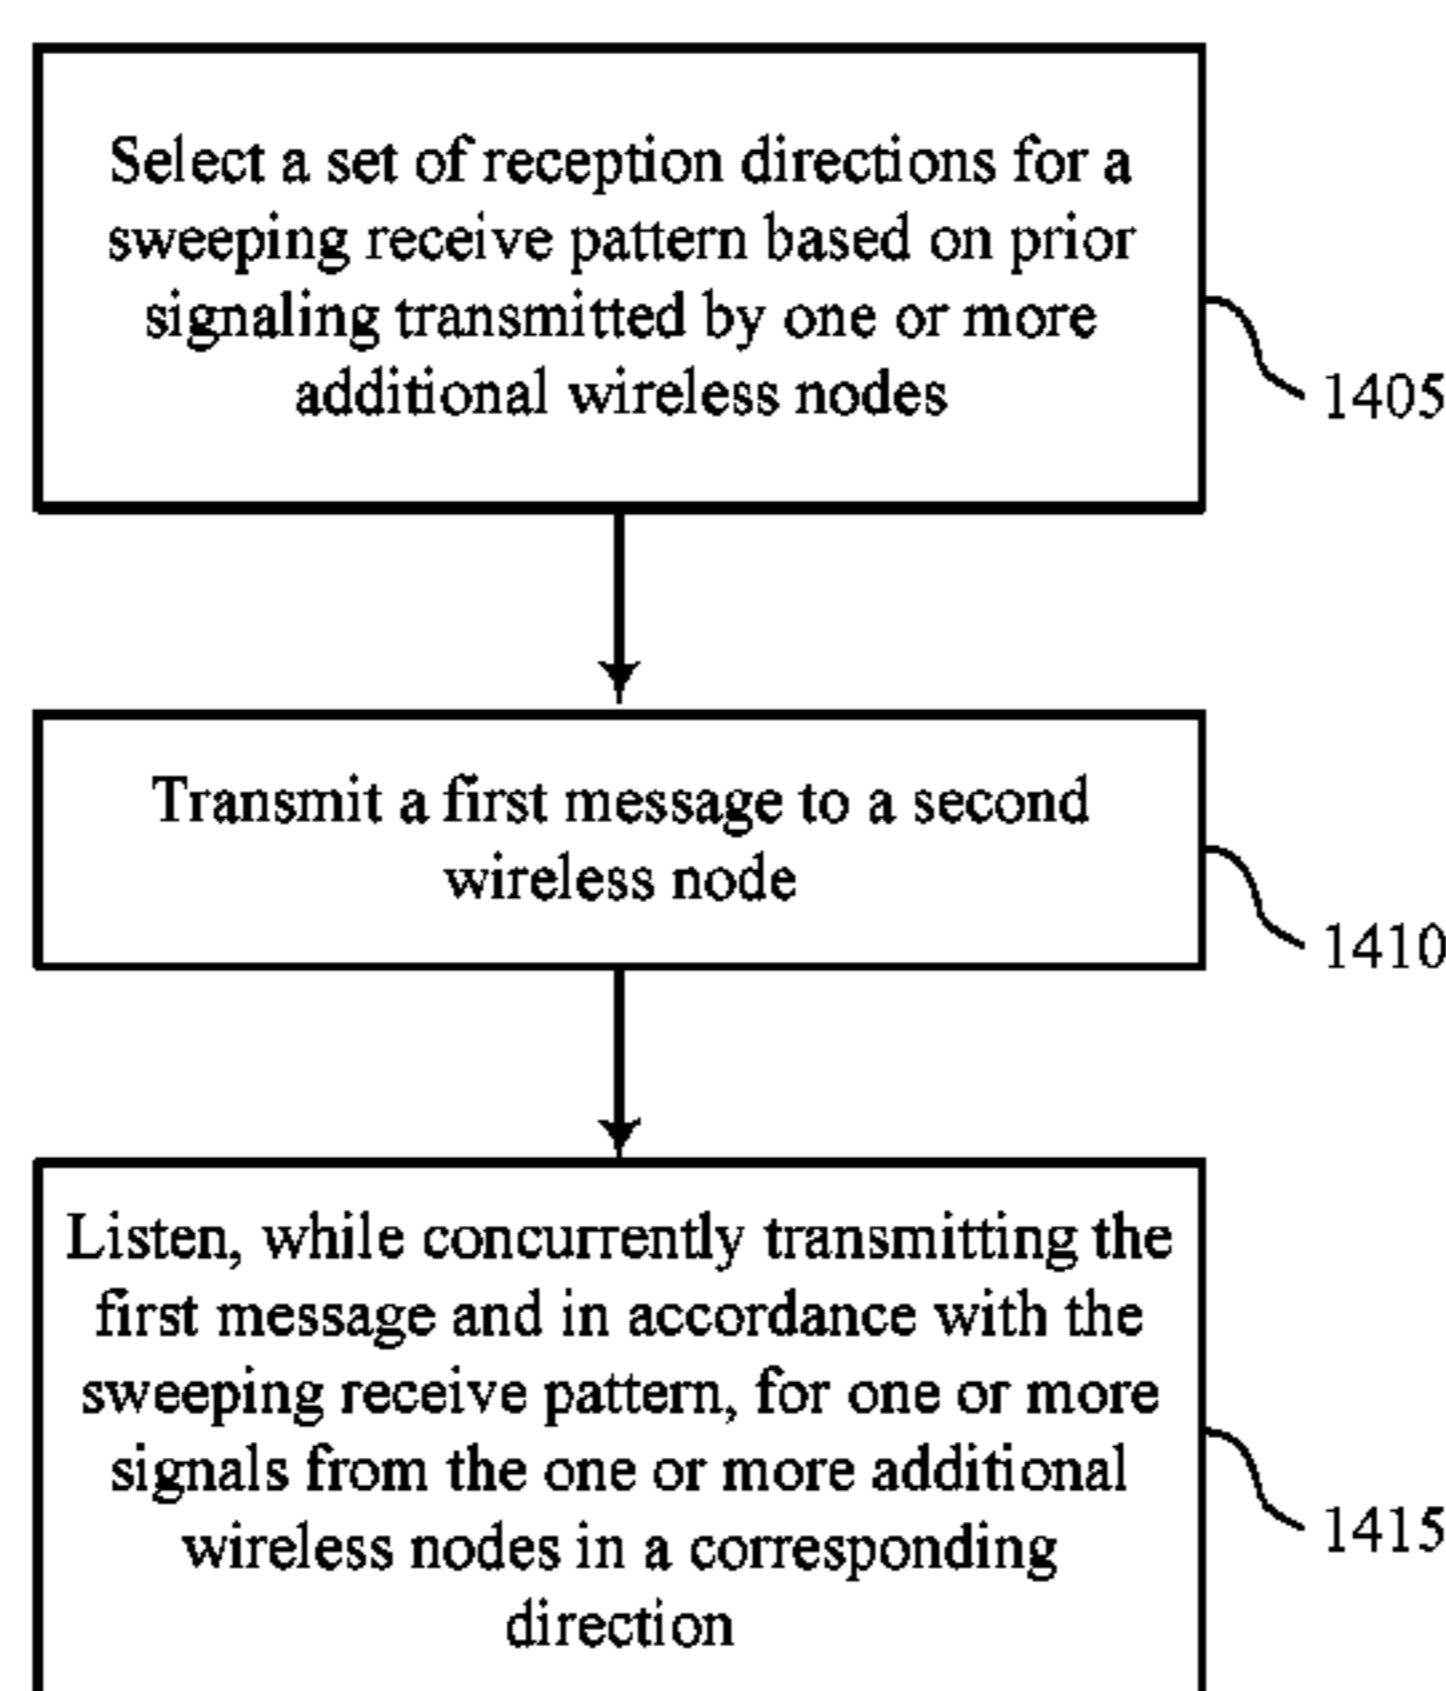 Select a set of reception directions for a
sweeping receive pattern based on prior
signaling transmitted by one or more
additional wireless nodes
1405
Transmit a first message to a second
wireless node
1410
Listen, while concurrently transmitting the
first message and in accordance with the
sweeping receive pattern, for one or more
signals from the one or more additional
wireless nodes in a corresponding
direction
1415